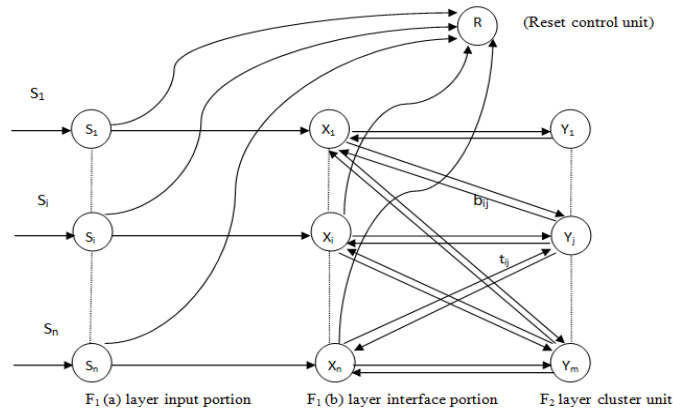 R (Reset control unit)
S₁
S₁ X₁ Y₁
bᵢⱼ
Sᵢ
Sᵢ Xᵢ Yⱼ
tᵢⱼ
Sₙ
Sₙ Xₙ Yₘ
F₁ (a) layer input portion F₁ (b) layer interface portion F₂ layer cluster unit